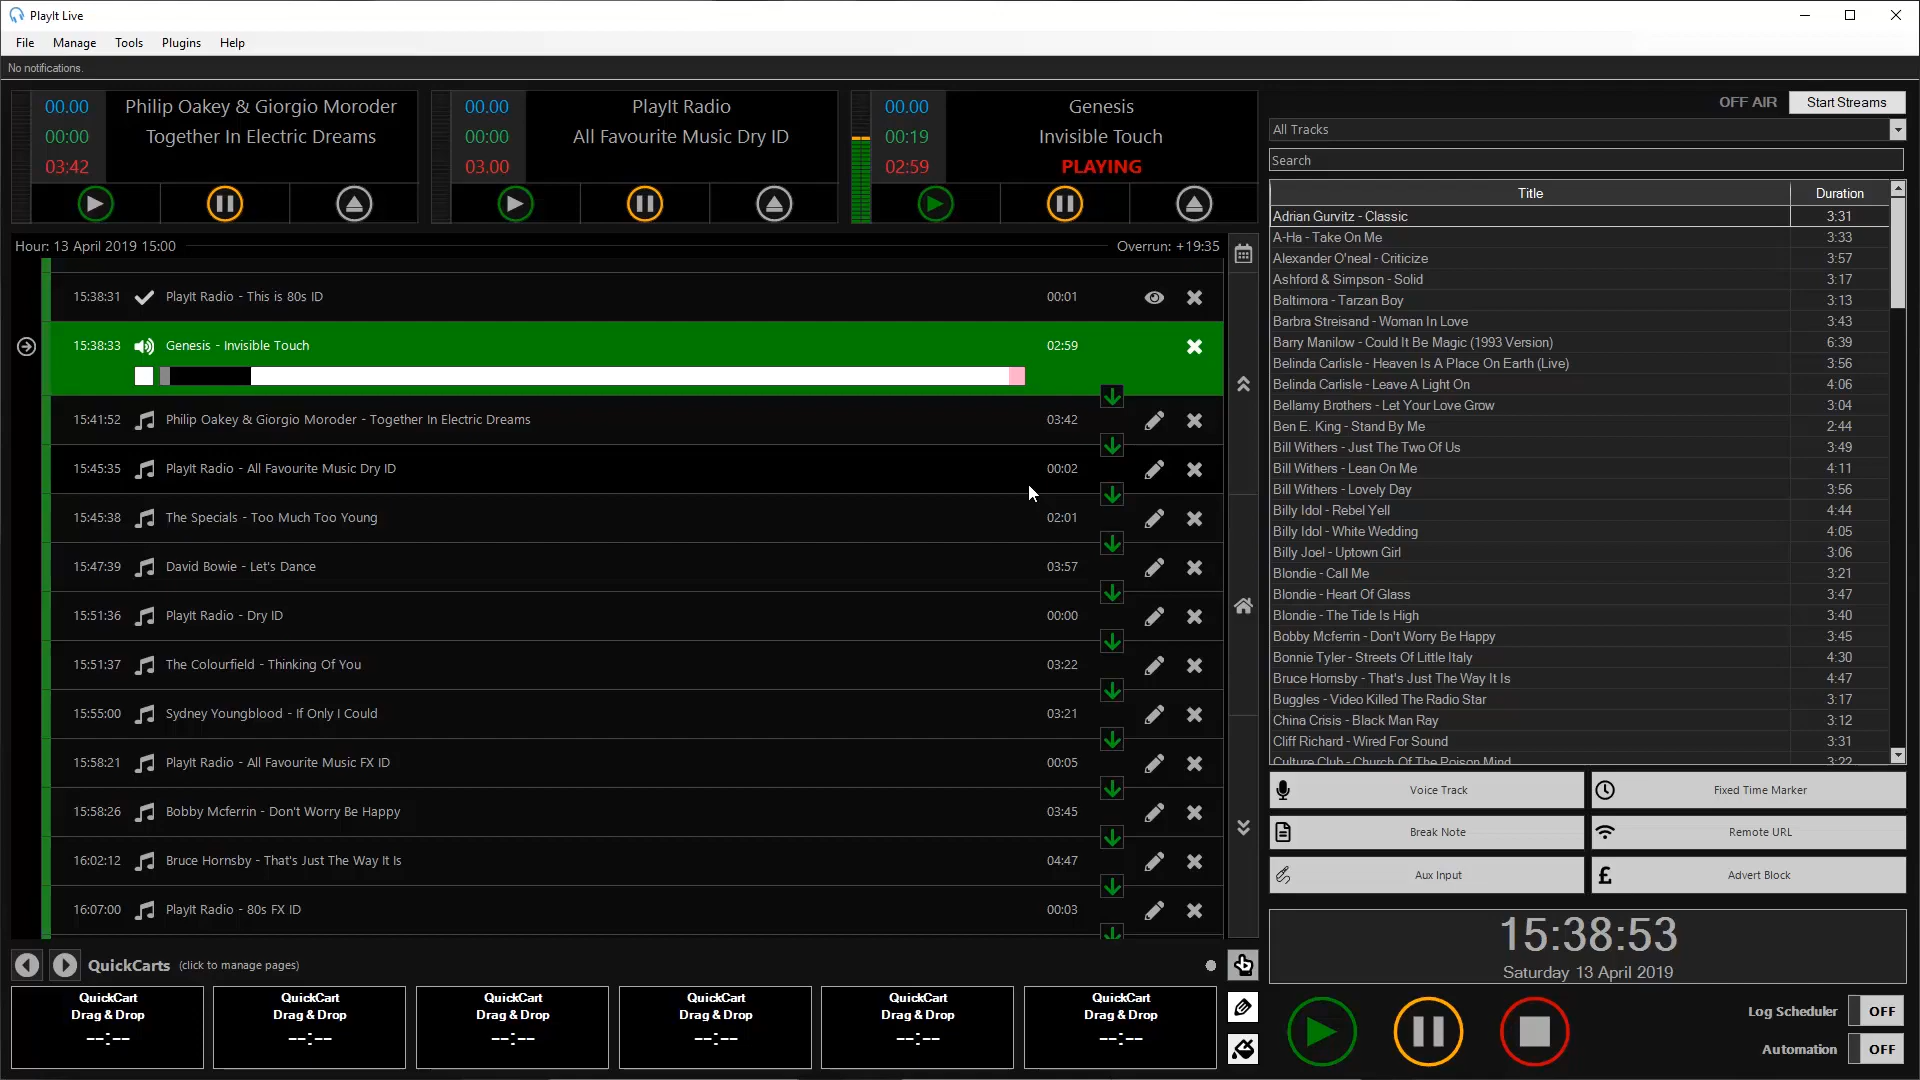 PlayIt Live
File Manage Tools Plugins Help
No notifications.
00.00 Philip Oakey & Giorgio Moroder
00:00 Together In Electric Dreams
03:42
00.00 PlayIt Radio
00:00 All Favourite Music Dry ID
03.00
00.00 Genesis
00:19 Invisible Touch
02:59 PLAYING
OFF AIR Start Streams
All Tracks
Search
Hour: 13 April 2019 15:00 Overrun: +19:35
15:38:31 PlayIt Radio - This is 80s ID 00:01
15:38:33 Genesis - Invisible Touch 02:59
15:41:52 Philip Oakey & Giorgio Moroder - Together In Electric Dreams 03:42
15:45:35 PlayIt Radio - All Favourite Music Dry ID 00:02
15:45:38 The Specials - Too Much Too Young 02:01
15:47:39 David Bowie - Let's Dance 03:57
15:51:36 PlayIt Radio - Dry ID 00:00
15:51:37 The Colourfield - Thinking Of You 03:22
15:55:00 Sydney Youngblood - If Only I Could 03:21
15:58:21 PlayIt Radio - All Favourite Music FX ID 00:05
15:58:26 Bobby Mcferrin - Don't Worry Be Happy 03:45
16:02:12 Bruce Hornsby - That's Just The Way It Is 04:47
16:07:00 PlayIt Radio - 80s FX ID 00:03
Title Duration
Adrian Gurvitz - Classic 3:31
A-Ha - Take On Me 3:33
Alexander O'neal - Criticize 3:57
Ashford & Simpson - Solid 3:17
Baltimora - Tarzan Boy 3:13
Barbra Streisand - Woman In Love 3:43
Barry Manilow - Could It Be Magic (1993 Version) 6:39
Belinda Carlisle - Heaven Is A Place On Earth (Live) 3:56
Belinda Carlisle - Leave A Light On 4:06
Bellamy Brothers - Let Your Love Grow 3:04
Ben E. King - Stand By Me 2:44
Bill Withers - Just The Two Of Us 3:49
Bill Withers - Lean On Me 4:11
Bill Withers - Lovely Day 3:56
Billy Idol - Rebel Yell 4:44
Billy Idol - White Wedding 4:05
Billy Joel - Uptown Girl 3:06
Blondie - Call Me 3:21
Blondie - Heart Of Glass 3:47
Blondie - The Tide Is High 3:40
Bobby Mcferrin - Don't Worry Be Happy 3:45
Bonnie Tyler - Streets Of Little Italy 4:30
Bruce Hornsby - That's Just The Way It Is 4:47
Buggles - Video Killed The Radio Star 3:17
China Crisis - Black Man Ray 3:12
Cliff Richard - Wired For Sound 3:31
Culture Club - Church Of The Poison Mind 3:22
Voice Track Fixed Time Marker
Break Note Remote URL
Aux Input £ Advert Block
15:38:53
Saturday 13 April 2019
QuickCarts (click to manage pages)
QuickCart QuickCart QuickCart QuickCart QuickCart QuickCart
Drag & Drop Drag & Drop Drag & Drop Drag & Drop Drag & Drop Drag & Drop
--:-- --:-- --:-- --:-- --:-- --:--
Log Scheduler OFF
Automation OFF